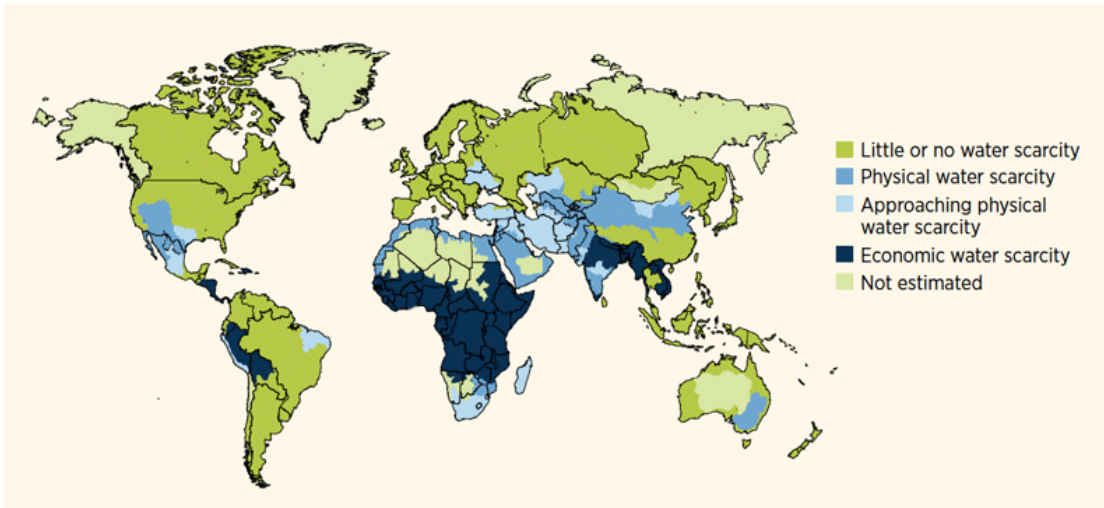 Little or no water scarcity
Physical water scarcity
Approaching physical
water scarcity
Economic water scarcity
Not estimated